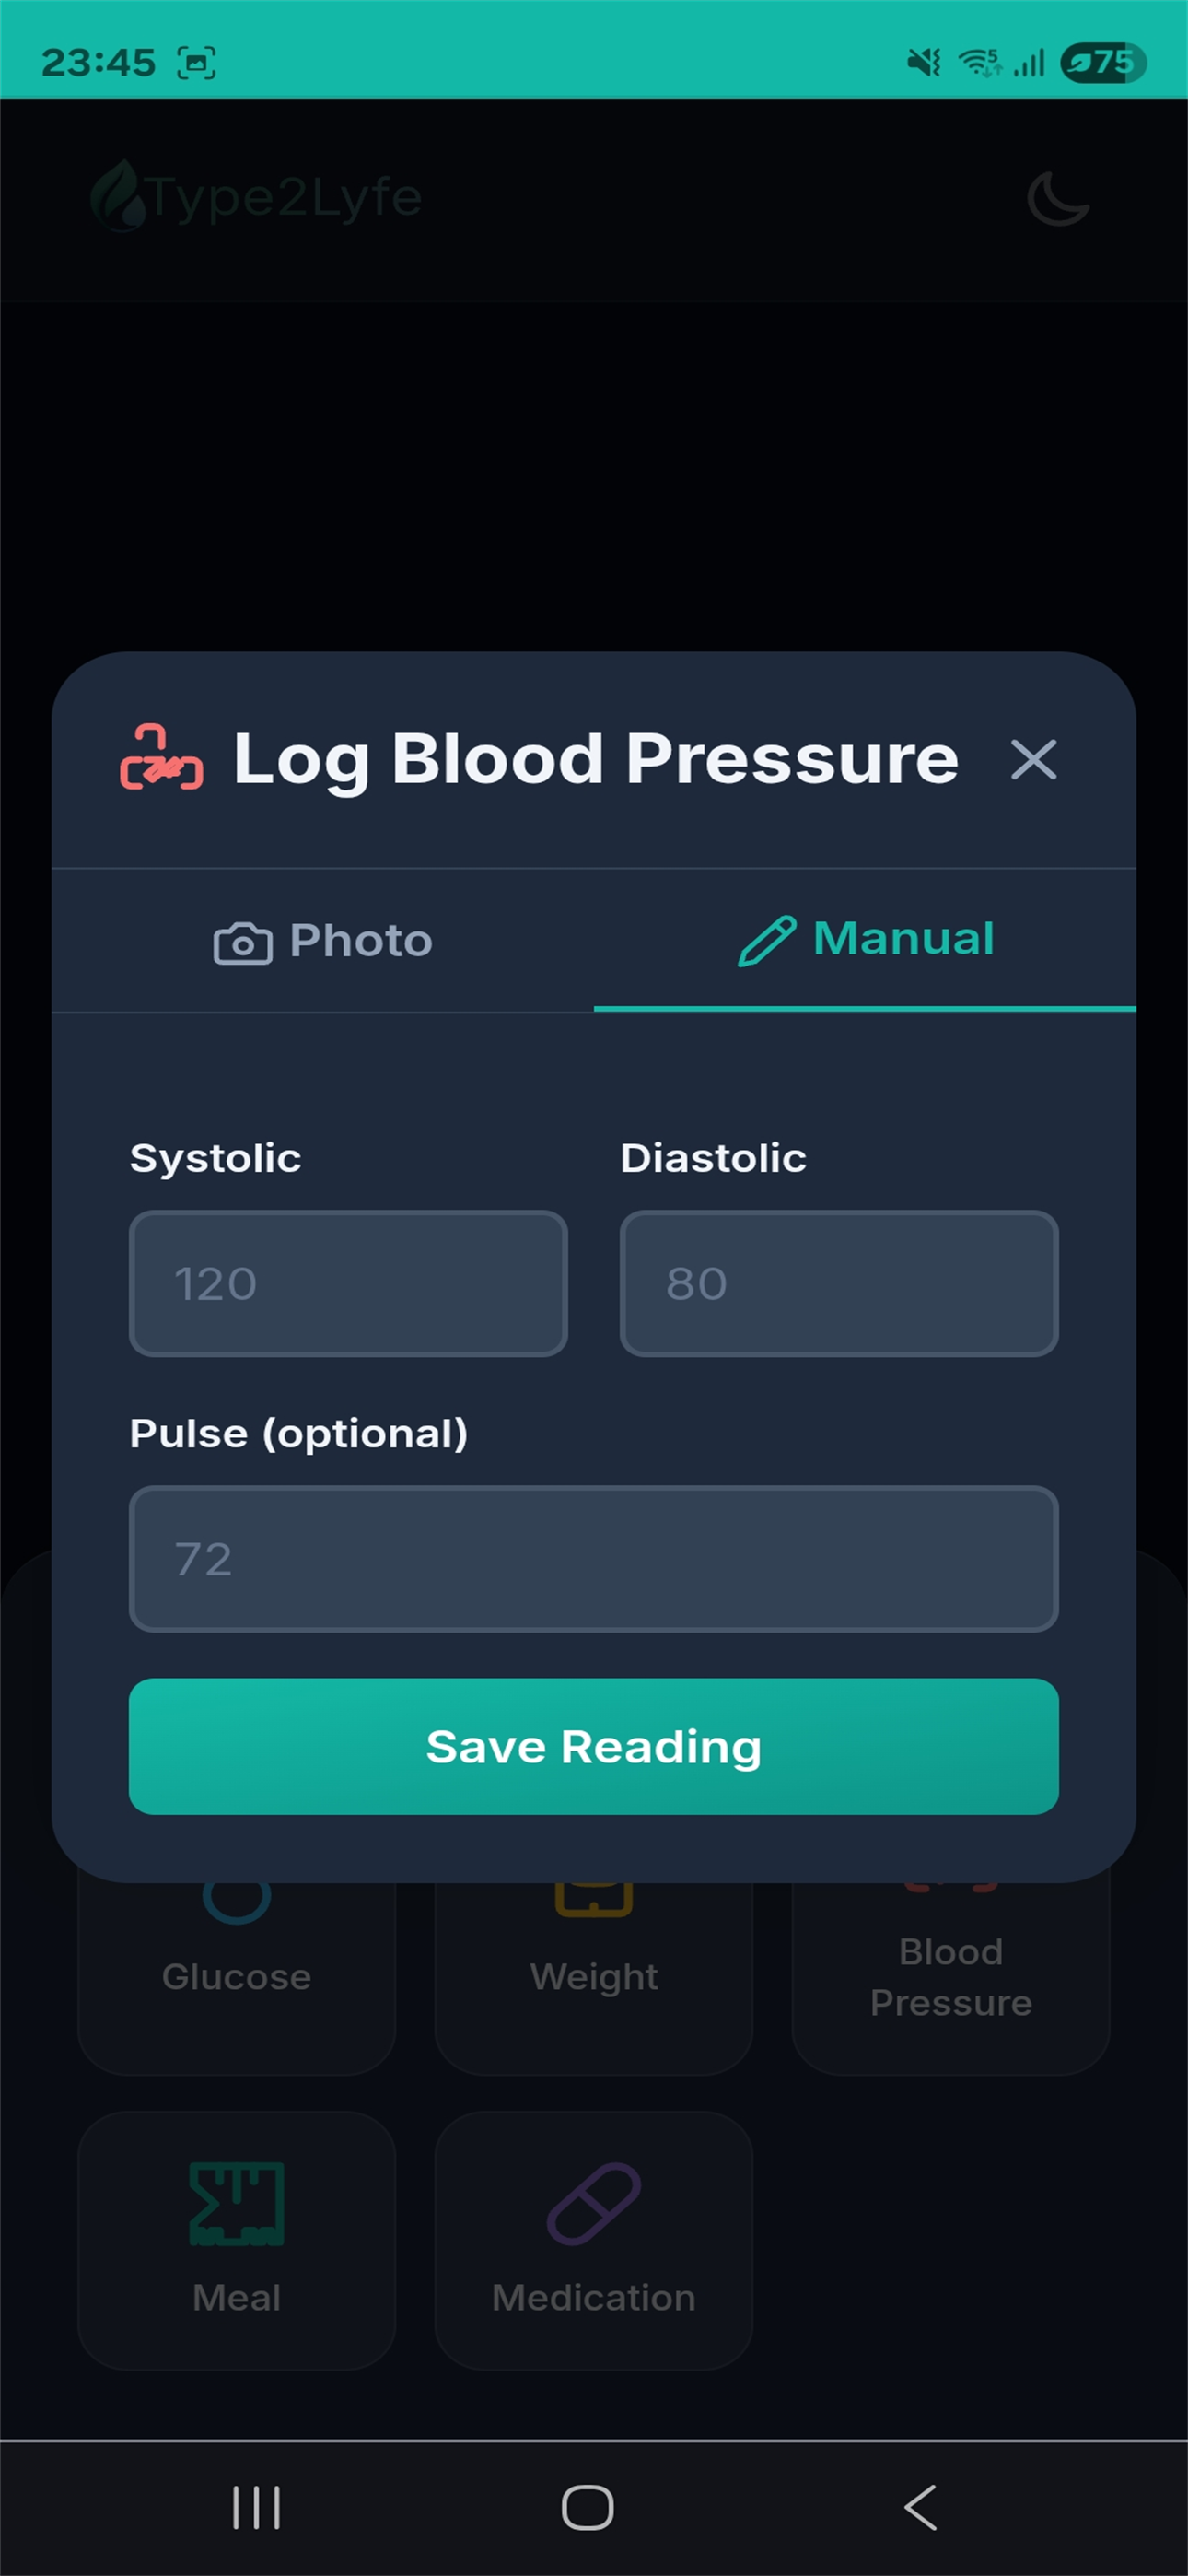 23:45
5
75
Type2Lyfe
Log Blood Pressure
Photo
Manual
Systolic
Diastolic
120
80
Pulse (optional)
72
Save Reading
Glucose
Weight
Blood
Pressure
Meal
Medication